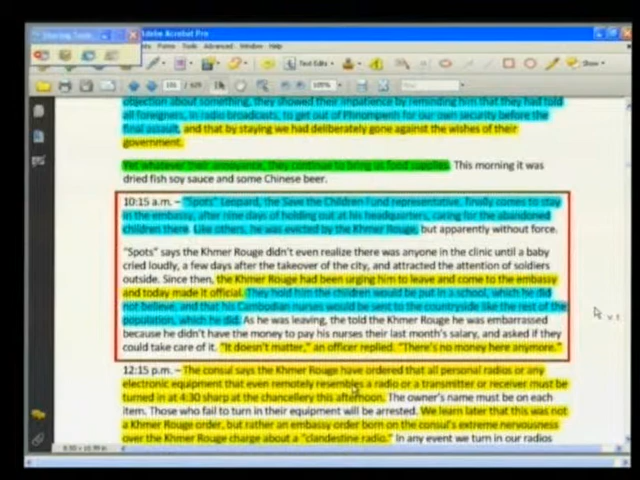 Adobe Acrobat Pro
Forms Tools Advanced Window Help
Text Edits
Show
objection about something, they showed their impatience by reminding him that they had told
all foreigners, in radio broadcasts, to get out of Phnompenh for our own security before the
final assault, and that by staying we had deliberately gone against the wishes of their
government.
Yet whatever their annoyance, they continue to bring us food supplies. This morning it was
dried fish soy sauce and some Chinese beer.
10:15 a.m. – "Spots" Leopard, the Save the Children Fund representative, finally comes to stay
in the embassy, after nine days of holding out at his headquarters, caring for the abandoned
children there. Like others, he was evicted by the Khmer Rouge, but apparently without force.
"Spots" says the Khmer Rouge didn't even realize there was anyone in the clinic until a baby
cried loudly, a few days after the takeover of the city, and attracted the attention of soldiers
outside. Since then, the Khmer Rouge had been urging him to leave and come to the embassy
and today made it official. They hold him the children would be put in a school, which he did
not believe, and that his Cambodian nurses would be sent to the countryside like the rest of the
population, which he did. As he was leaving, the told the Khmer Rouge he was embarrassed
because he didn't have the money to pay his nurses their last month's salary, and asked if they
could take care of it. "It doesn't matter," an officer replied. "There's no money here anymore."
12:15 p.m. – The consul says the Khmer Rouge have ordered that all personal radios or any
electronic equipment that even remotely resembles a radio or a transmitter or receiver must be
turned in at 4:30 sharp at the chancellery this afternoon. The owner's name must be on each
item. Those who fail to turn in their equipment will be arrested. We learn later that this was not
a Khmer Rouge order, but rather an embassy order born on the consul's extreme nervousness
over the Khmer Rouge charge about a "clandestine radio." In any event we turn in our radios